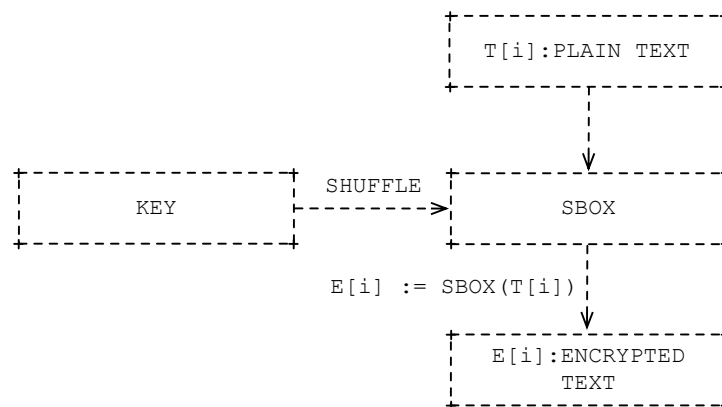 T[i]:PLAIN TEXT
SHUFFLE
KEY
SBOX
E[i] := SBOX(T[i])
E[i]:ENCRYPTED
TEXT